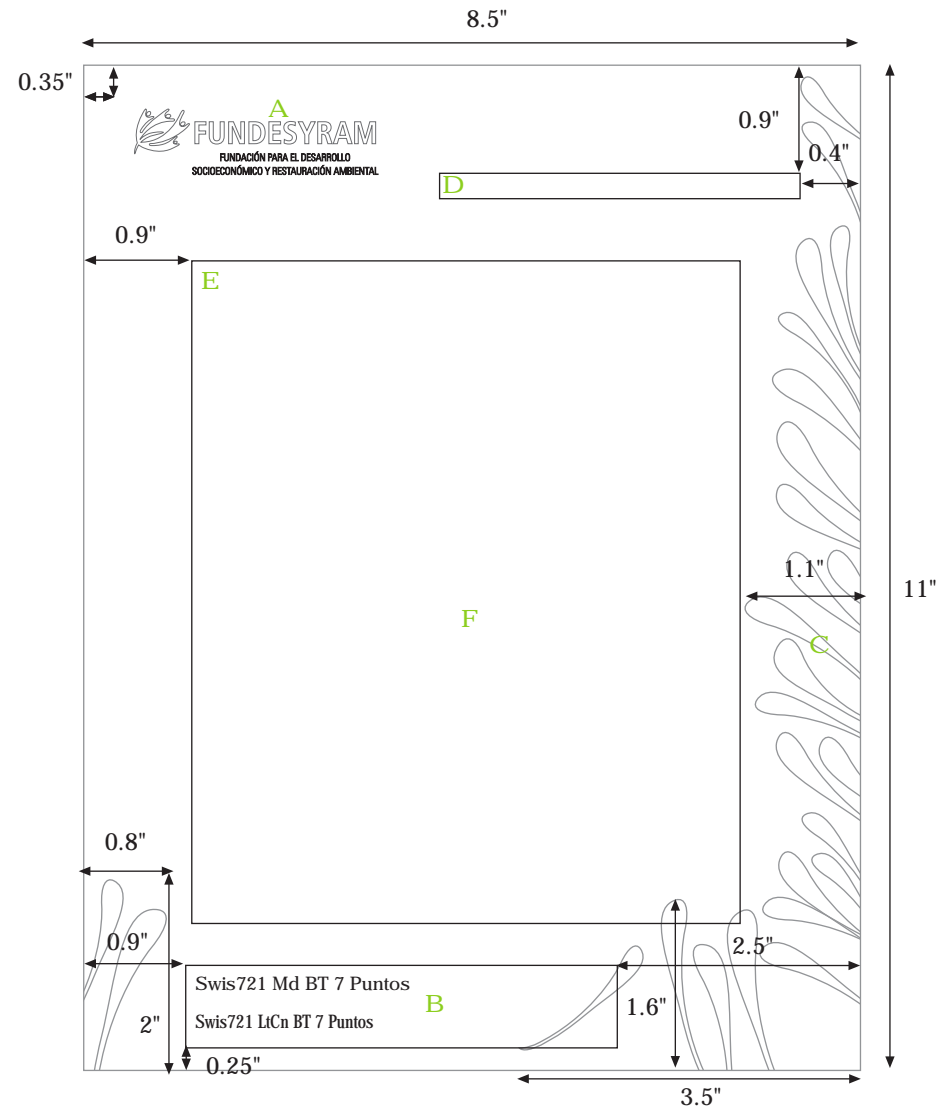 8.5"
0.35"
A
FUNDESYRAM
FUNDACIÓN PARA EL DESARROLLO
SOCIOECONÓMICO Y RESTAURACIÓN AMBIENTAL
0.9"
0.4"
D
0.9"
E
1.1"
11"
F
C
0.8"
0.9"
2.5"
Swis721 Md BT 7 Puntos
B
1.6"
2"
Swis721 LtCn BT 7 Puntos
0.25"
3.5"